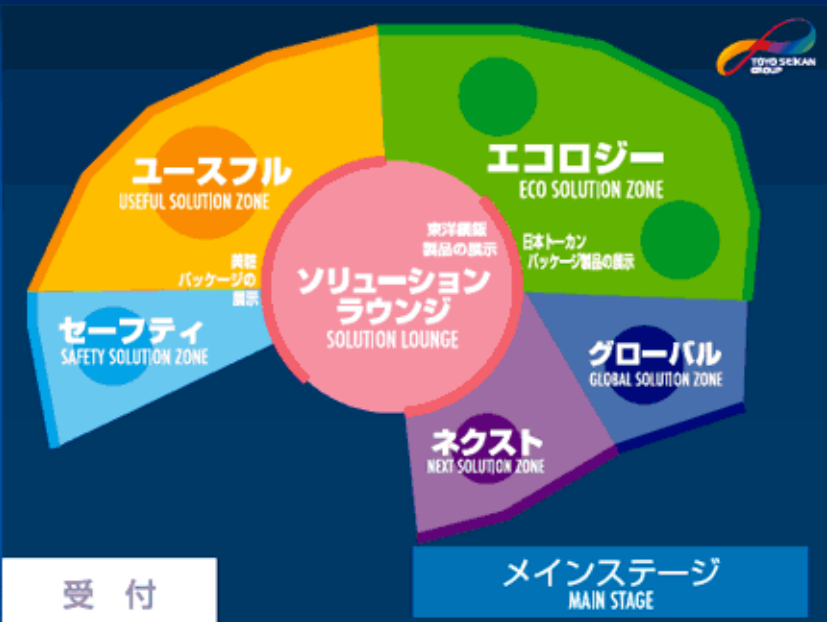 TOYO SEIKAN
GROUP
ユースフル
USEFUL SOLUTION ZONE
エコロジー
ECO SOLUTION ZONE
東洋鋼鈑
製品の展示
日本トーカン
パッケージ製品の展示
美粧
パッケージの
展示
ソリューション
ラウンジ
SOLUTION LOUNGE
セーフティ
SAFETY SOLUTION ZONE
グローバル
GLOBAL SOLUTION ZONE
ネクスト
NEXT SOLUTION ZONE
受付
メインステージ
MAIN STAGE